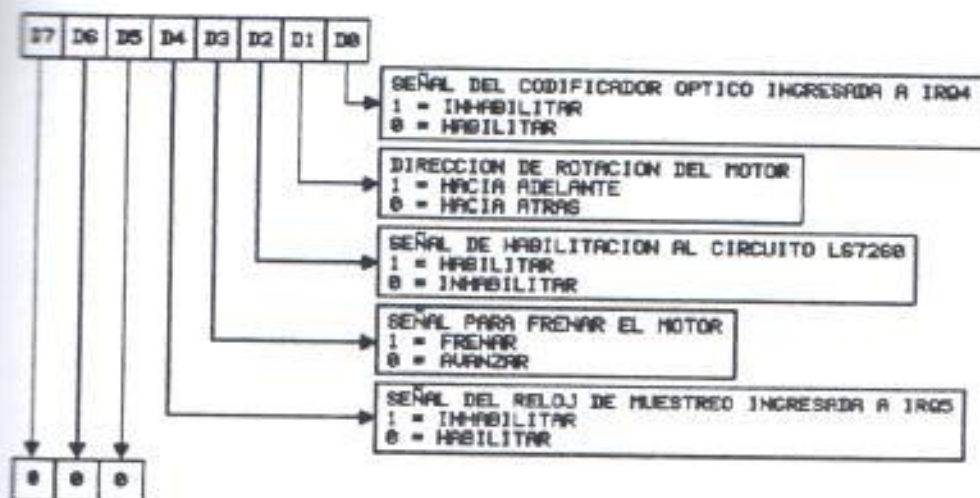 D7 D6 D5 D4 D3 D2 D1 D0
SEÑAL DEL CODIFICADOR OPTICO INGRESADA A IRQ4
1 = INHABILITAR
0 = HABILITAR
DIRECCION DE ROTACION DEL MOTOR
1 = HACIA ADELANTE
0 = HACIA ATRAS
SEÑAL DE HABILITACION AL CIRCUITO LS7260
1 = HABILITAR
0 = INHABILITAR
SEÑAL PARA FRENAR EL MOTOR
1 = FRENAR
0 = AVANZAR
SEÑAL DEL RELOJ DE MUESTREO INGRESADA A IRQ5
1 = INHABILITAR
0 = HABILITAR
0 0 0